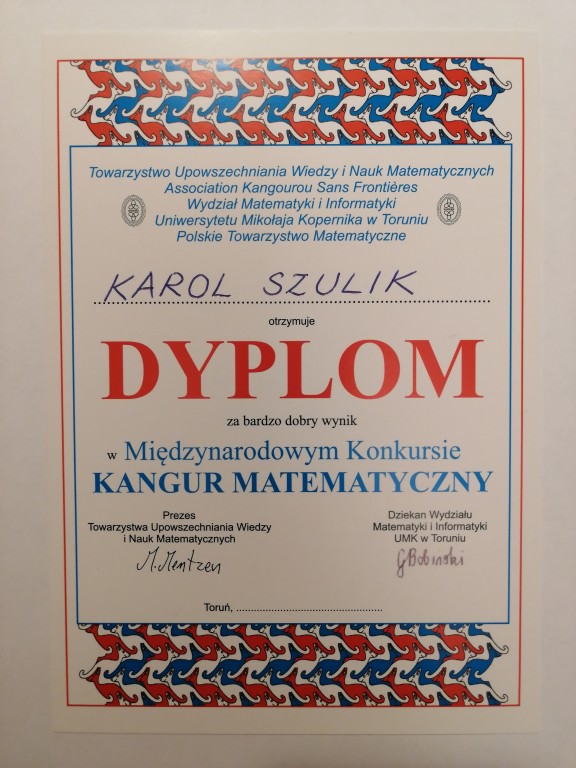 Towarzystwo Upowszechniania Wiedzy i Nauk Matematycznych
Association Kangourou Sans Frontières
Wydział Matematyki i Informatyki
Uniwersytetu Mikołaja Kopernika w Toruniu
Polskie Towarzystwo Matematyczne
KAROL SZULIK
otrzymuje
DYPLOM
za bardzo dobry wynik
w Międzynarodowym Konkursie
KANGUR MATEMATYCZNY
Prezes
Towarzystwa Upowszechniania Wiedzy
i Nauk Matematycznych
M. Mentzen
Dziekan Wydziału
Matematyki i Informatyki
UMK w Toruniu
G Bobiński
Toruń, ................................................